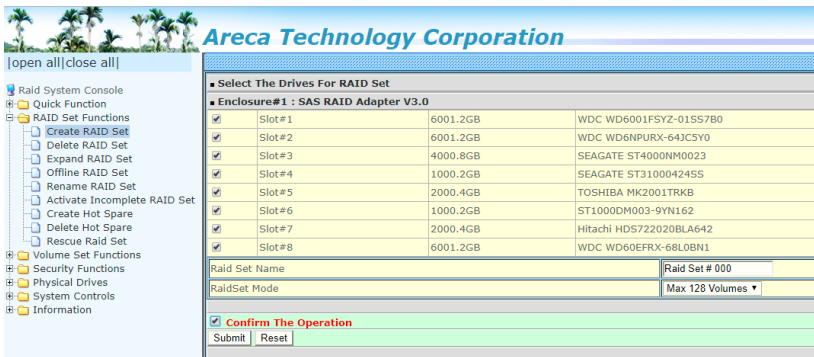 Areca Technology Corporation
|open all|close all|
Raid System Console
Quick Function
RAID Set Functions
Create RAID Set
Delete RAID Set
Expand RAID Set
Offline RAID Set
Rename RAID Set
Activate Incomplete RAID Set
Create Hot Spare
Delete Hot Spare
Rescue Raid Set
Volume Set Functions
Security Functions
Physical Drives
System Controls
Information
Select The Drives For RAID Set
Enclosure#1 : SAS RAID Adapter V3.0
Slot#1 6001.2GB WDC WD6001FSYZ-01SS7B0
Slot#2 6001.2GB WDC WD6NPURX-64JC5Y0
Slot#3 4000.8GB SEAGATE ST4000NM0023
Slot#4 1000.2GB SEAGATE ST31000424SS
Slot#5 2000.4GB TOSHIBA MK2001TRKB
Slot#6 1000.2GB ST1000DM003-9YN162
Slot#7 2000.4GB Hitachi HDS722020BLA642
Slot#8 6001.2GB WDC WD60EFRX-68L0BN1
Raid Set Name Raid Set # 000
RaidSet Mode Max 128 Volumes
Confirm The Operation
Submit Reset